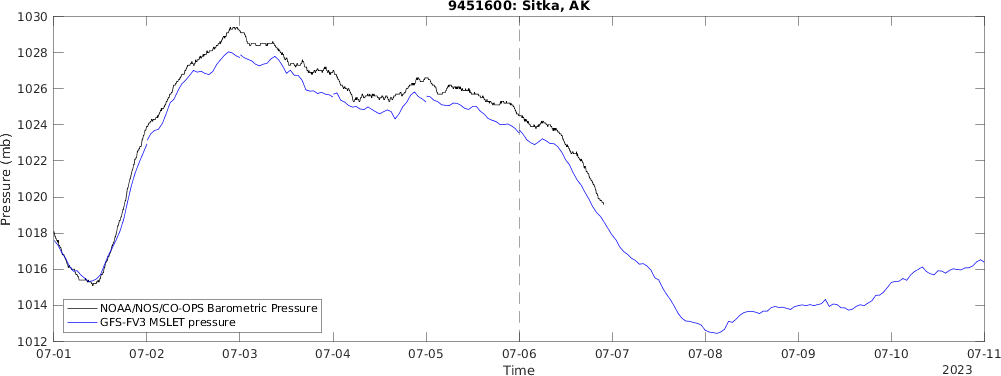 9451600: Sitka, AK
Pressure (mb)
1030
1028
1026
1024
1022
1020
1018
1016
1014
1012
NOAA/NOS/CO-OPS Barometric Pressure
GFS-FV3 MSLET pressure
07-01 07-02 07-03 07-04 07-05 07-06 07-07 07-08 07-09 07-10 07-11
Time
2023